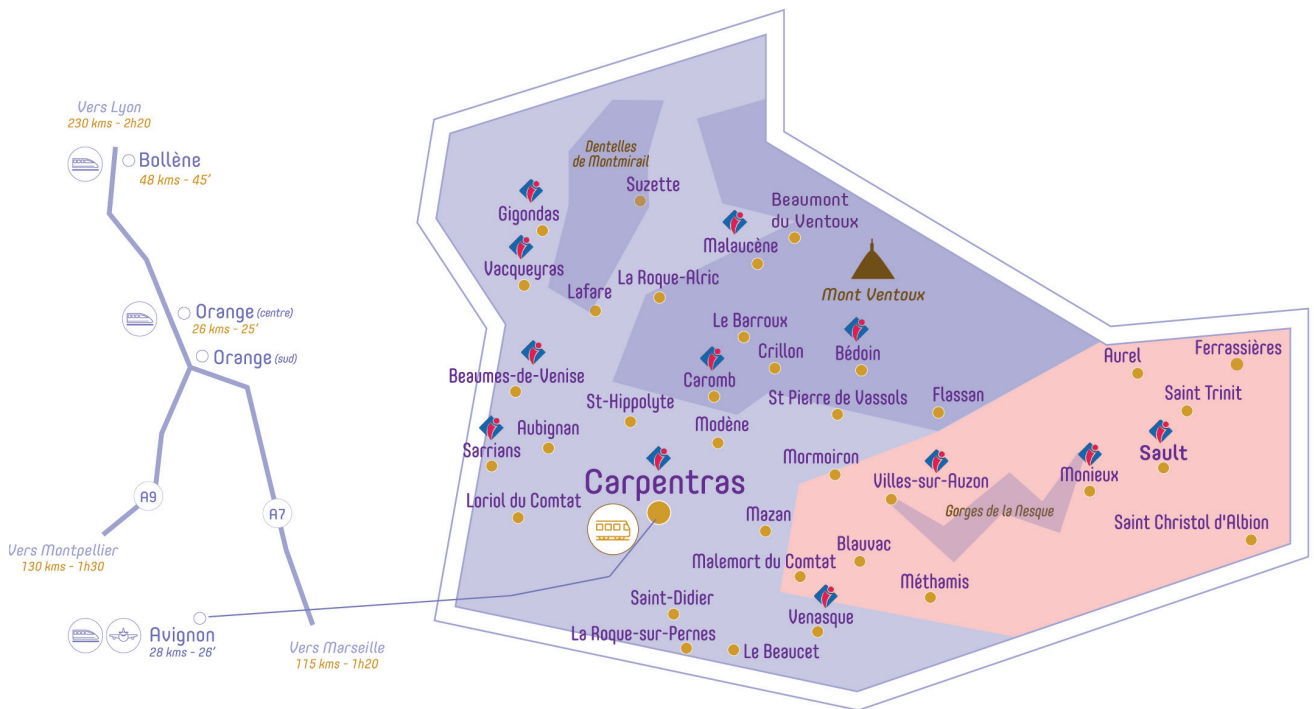 Vers Lyon
230 kms - 2h20
Bollène
48 kms - 45'
Orange (centre)
26 kms - 25'
Orange (sud)
A9
A7
Vers Montpellier
130 kms - 1h30
Avignon
28 kms - 26'
Vers Marseille
115 kms - 1h20
Dentelles
de Montmirail
Suzette
Gigondas
Beaumont
du Ventoux
Malaucène
Vacqueyras
La Roque-Alric
Lafare
Mont Ventoux
Le Barroux
Crillon
Bédoin
Aurel
Ferrassières
Beaumes-de-Venise
Caromb
St-Hippolyte
St Pierre de Vassols
Flassan
Saint Trinit
Aubignan
Modène
Sarrians
Mormoiron
Sault
Carpentras
Villes-sur-Auzon
Monieux
Loriol du Comtat
Mazan
Gorges de la Nesque
Saint Christol d'Albion
Blauvac
Malemort du Comtat
Méthamis
Saint-Didier
Venasque
La Roque-sur-Pernes
Le Beaucet